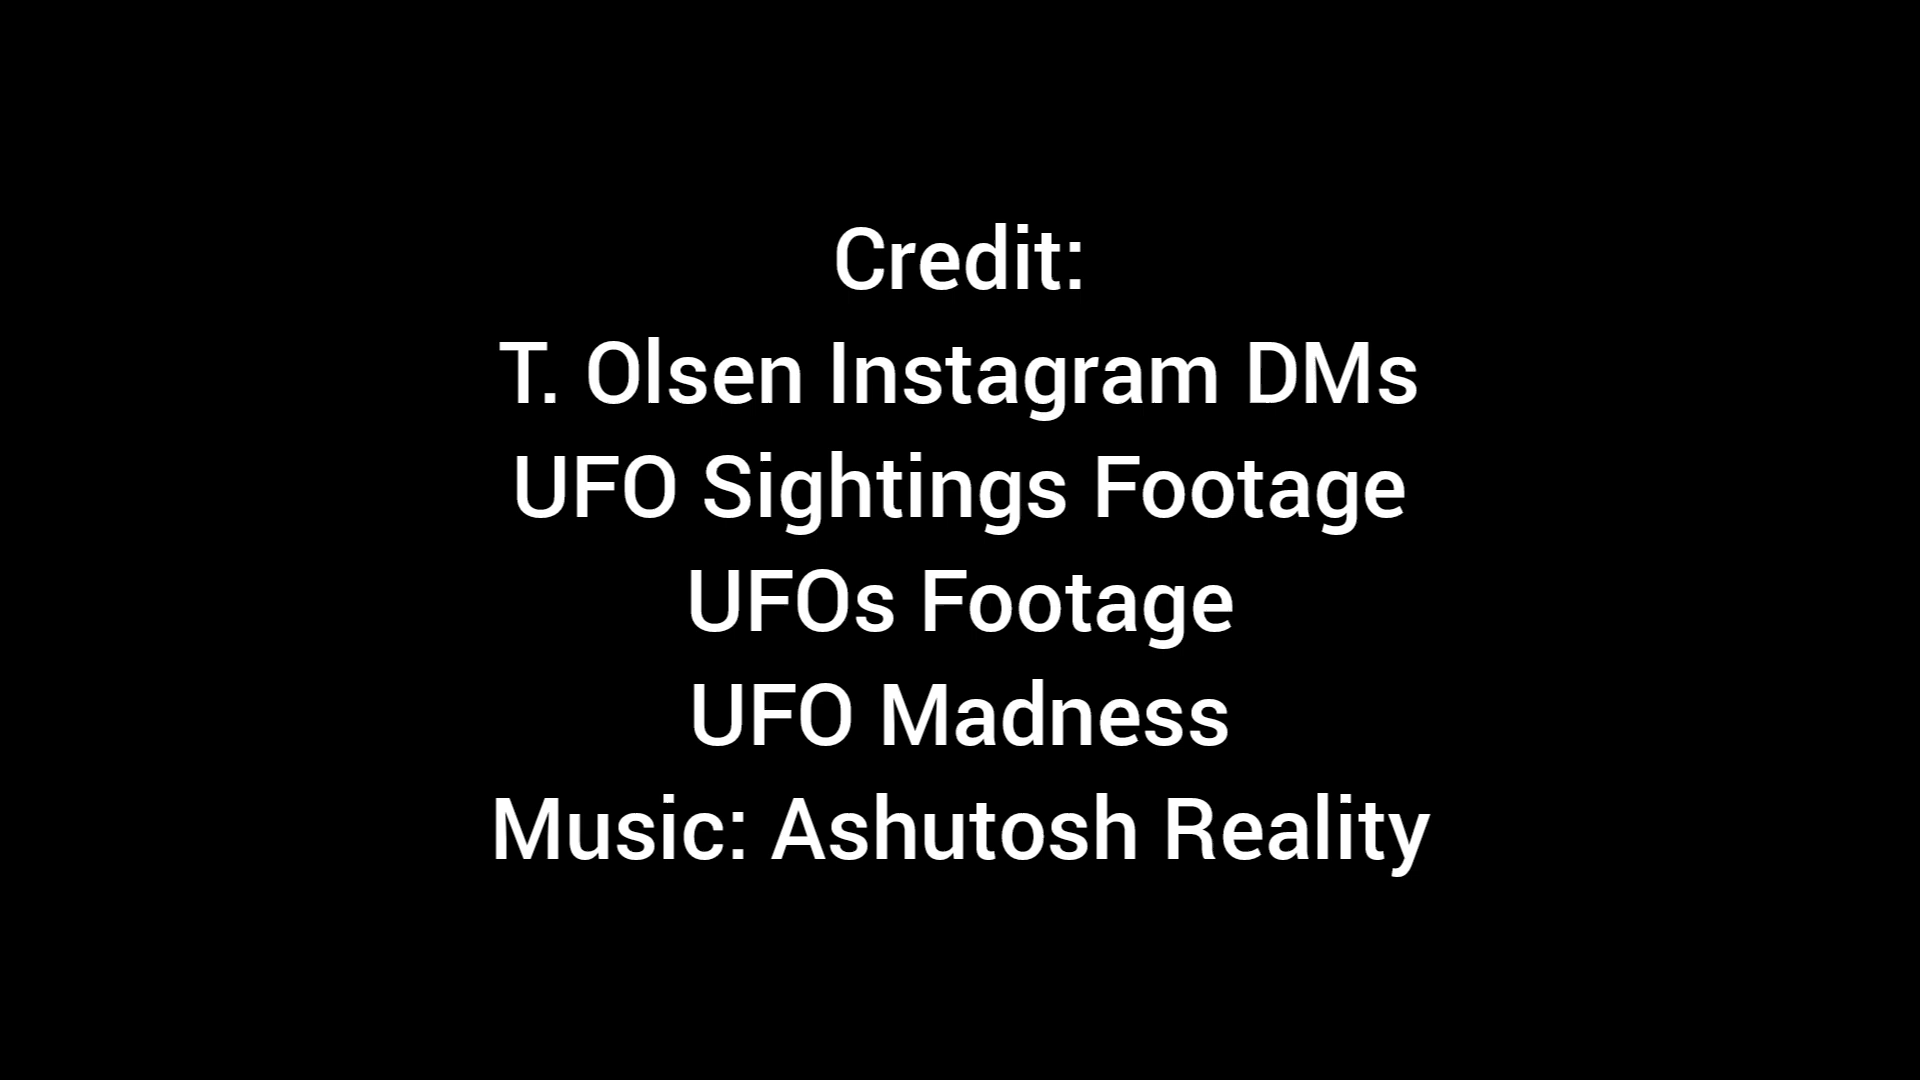 Credit:
T. Olsen Instagram DMs
UFO Sightings Footage
UFOs Footage
UFO Madness
Music: Ashutosh Reality